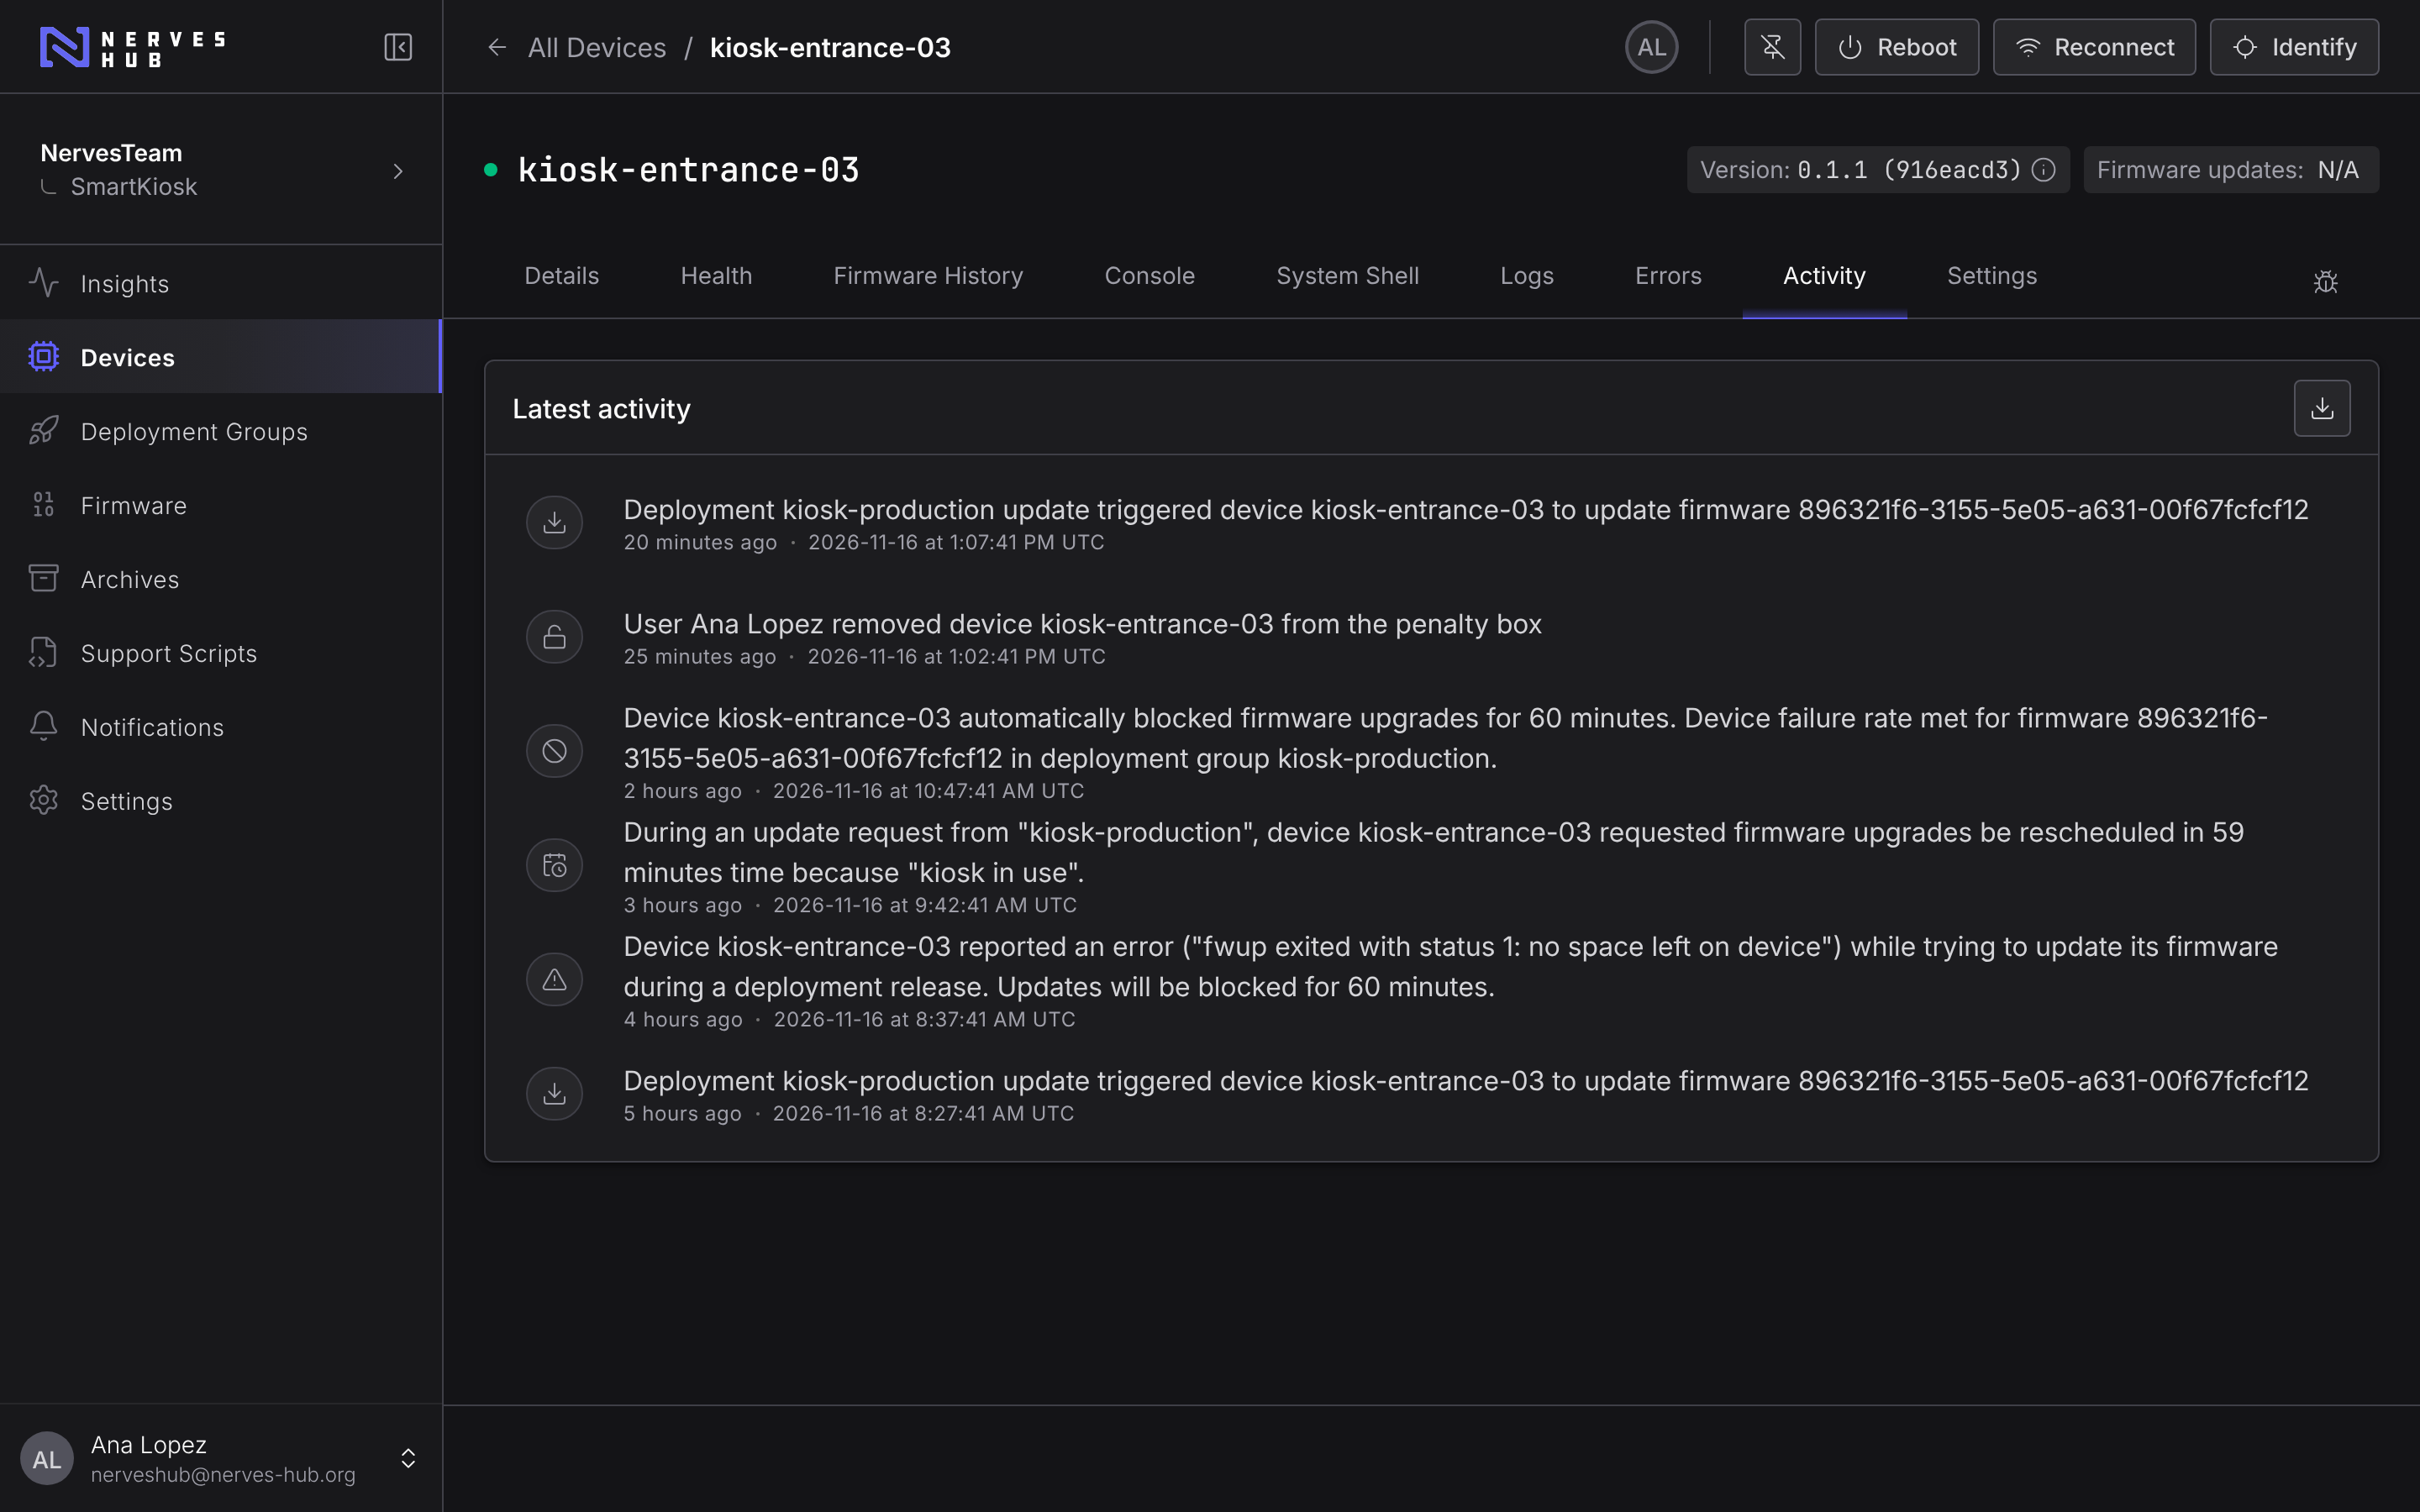 NERVES
HUB
All Devices / kiosk-entrance-03
AL
Reboot
Reconnect
Identify
NervesTeam
SmartKiosk
kiosk-entrance-03
Version: 0.1.1 (916eacd3)
Firmware updates: N/A
Insights
Devices
Deployment Groups
Firmware
Archives
Support Scripts
Notifications
Settings
Details
Health
Firmware History
Console
System Shell
Logs
Errors
Activity
Settings
Latest activity
Deployment kiosk-production update triggered device kiosk-entrance-03 to update firmware 896321f6-3155-5e05-a631-00f67fcfcf12
20 minutes ago · 2026-11-16 at 1:07:41 PM UTC
User Ana Lopez removed device kiosk-entrance-03 from the penalty box
25 minutes ago · 2026-11-16 at 1:02:41 PM UTC
Device kiosk-entrance-03 automatically blocked firmware upgrades for 60 minutes. Device failure rate met for firmware 896321f6-
3155-5e05-a631-00f67fcfcf12 in deployment group kiosk-production.
2 hours ago · 2026-11-16 at 10:47:41 AM UTC
During an update request from "kiosk-production", device kiosk-entrance-03 requested firmware upgrades be rescheduled in 59
minutes time because "kiosk in use".
3 hours ago · 2026-11-16 at 9:42:41 AM UTC
Device kiosk-entrance-03 reported an error ("fwup exited with status 1: no space left on device") while trying to update its firmware
during a deployment release. Updates will be blocked for 60 minutes.
4 hours ago · 2026-11-16 at 8:37:41 AM UTC
Deployment kiosk-production update triggered device kiosk-entrance-03 to update firmware 896321f6-3155-5e05-a631-00f67fcfcf12
5 hours ago · 2026-11-16 at 8:27:41 AM UTC
AL
Ana Lopez
nerveshub@nerves-hub.org